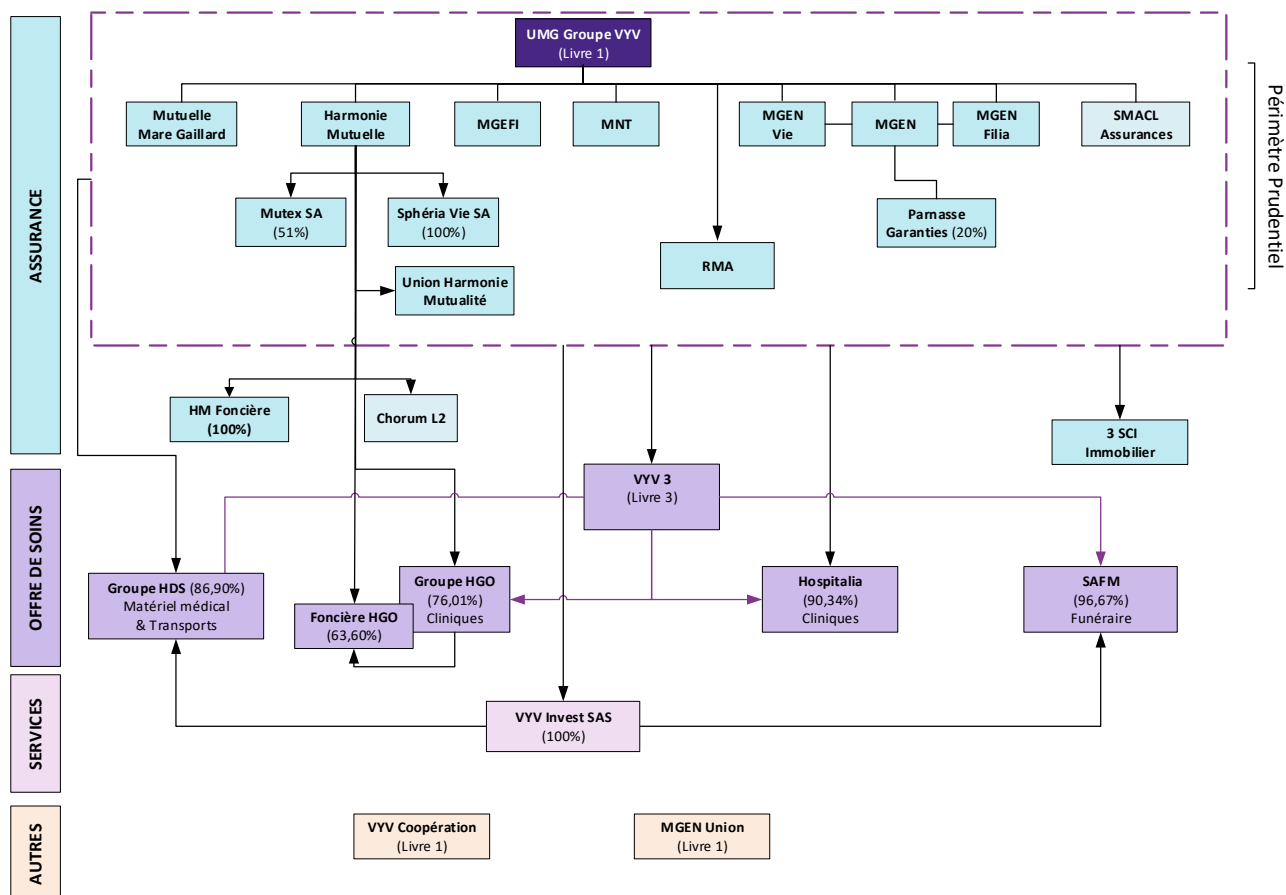 ASSURANCE
UMG Groupe VYV
(Livre 1)
Périmètre Prudentiel
Mutuelle
Mare Gaillard
Harmonie
Mutuelle
MGEFI
MNT
MGEN
Vie
MGEN
MGEN
Filia
SMACL
Assurances
Mutex SA
(51%)
Sphéria Vie SA
(100%)
Parnasse
Garanties (20%)
RMA
Union Harmonie
Mutualité
HM Foncière
(100%)
Chorum L2
3 SCI
Immobilier
OFFRE DE SOINS
VYV 3
(Livre 3)
Groupe HDS (86,90%)
Matériel médical
& Transports
Foncière HGO
(63,60%)
Groupe HGO
(76,01%)
Cliniques
Hospitalia
(90,34%)
Cliniques
SAFM
(96,67%)
Funéraire
SERVICES
VYV Invest SAS
(100%)
AUTRES
VYV Coopération
(Livre 1)
MGEN Union
(Livre 1)